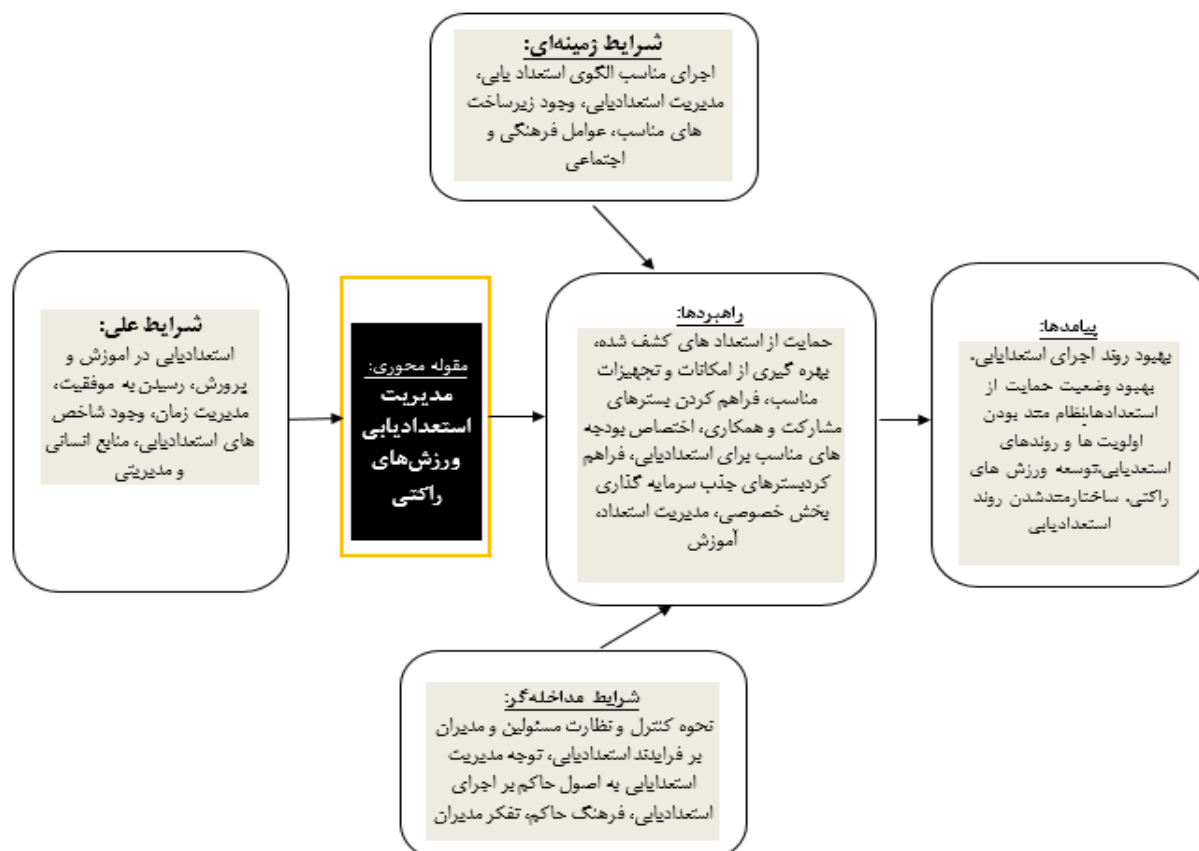 شرایط زمینه‌ای:
اجرای مناسب الگوی استعداد یابی،
مدیریت استعدادیابی، وجود زیرساخت
های مناسب، عوامل فرهنگی و
اجتماعی
شرایط علی:
استعدادیابی در اموزش و
پرورش، رسیدن به موفقیت،
مدیریت زمان، وجود شاخص
های استعدادیابی، منابع انسانی
و مدیریتی
مقوله محوری:
مدیریت
استعدادیابی
ورزش‌های
راکتی
راهبردها:
حمایت از استعداد های کشف شده،
بهره گیری از امکانات و تجهیزات
مناسب، فراهم کردن بسترهای
مشارکت و همکاری، اختصاص بودجه
های مناسب برای استعدادیابی، فراهم
کردبسترهای جذب سرمایه گذاری
بخش خصوصی، مدیریت استعداد،
آموزش
پیامدها:
بهبود روند اجرای استعدایابی،
بهبود وضعیت حمایت از
استعدادها،نظام مند بودن
اولویت ها و روندهای
استعدیابی،توسعه ورزش های
راکتی، ساختارمندشدن روند
استعدادیابی
شرایط مداخله‌گر:
نحوه کنترل و نظارت مسئولین و مدیران
بر فرایندند استعدادیابی، توجه مدیریت
استعدایابی به اصول حاکم بر اجرای
استعدادیابی، فرهنگ حاکم، تفکر مدیران